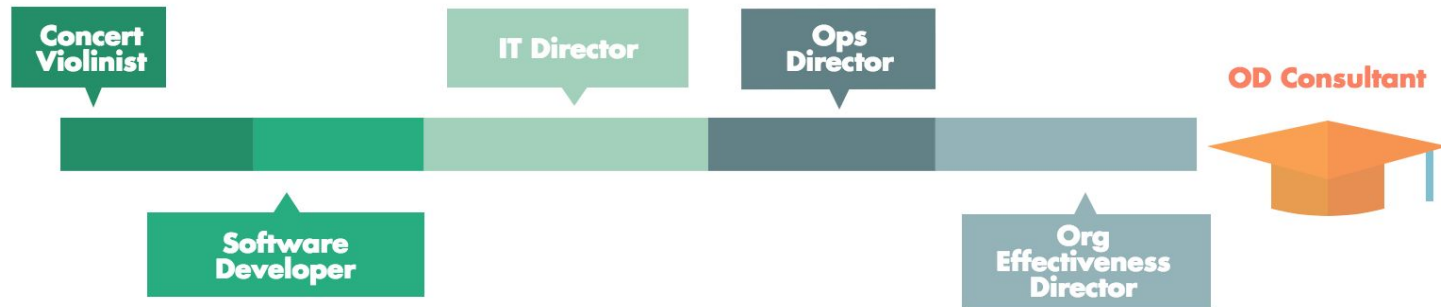 Concert
Violinist
Software
Developer
IT Director
Ops
Director
Org
Effectiveness
Director
OD Consultant